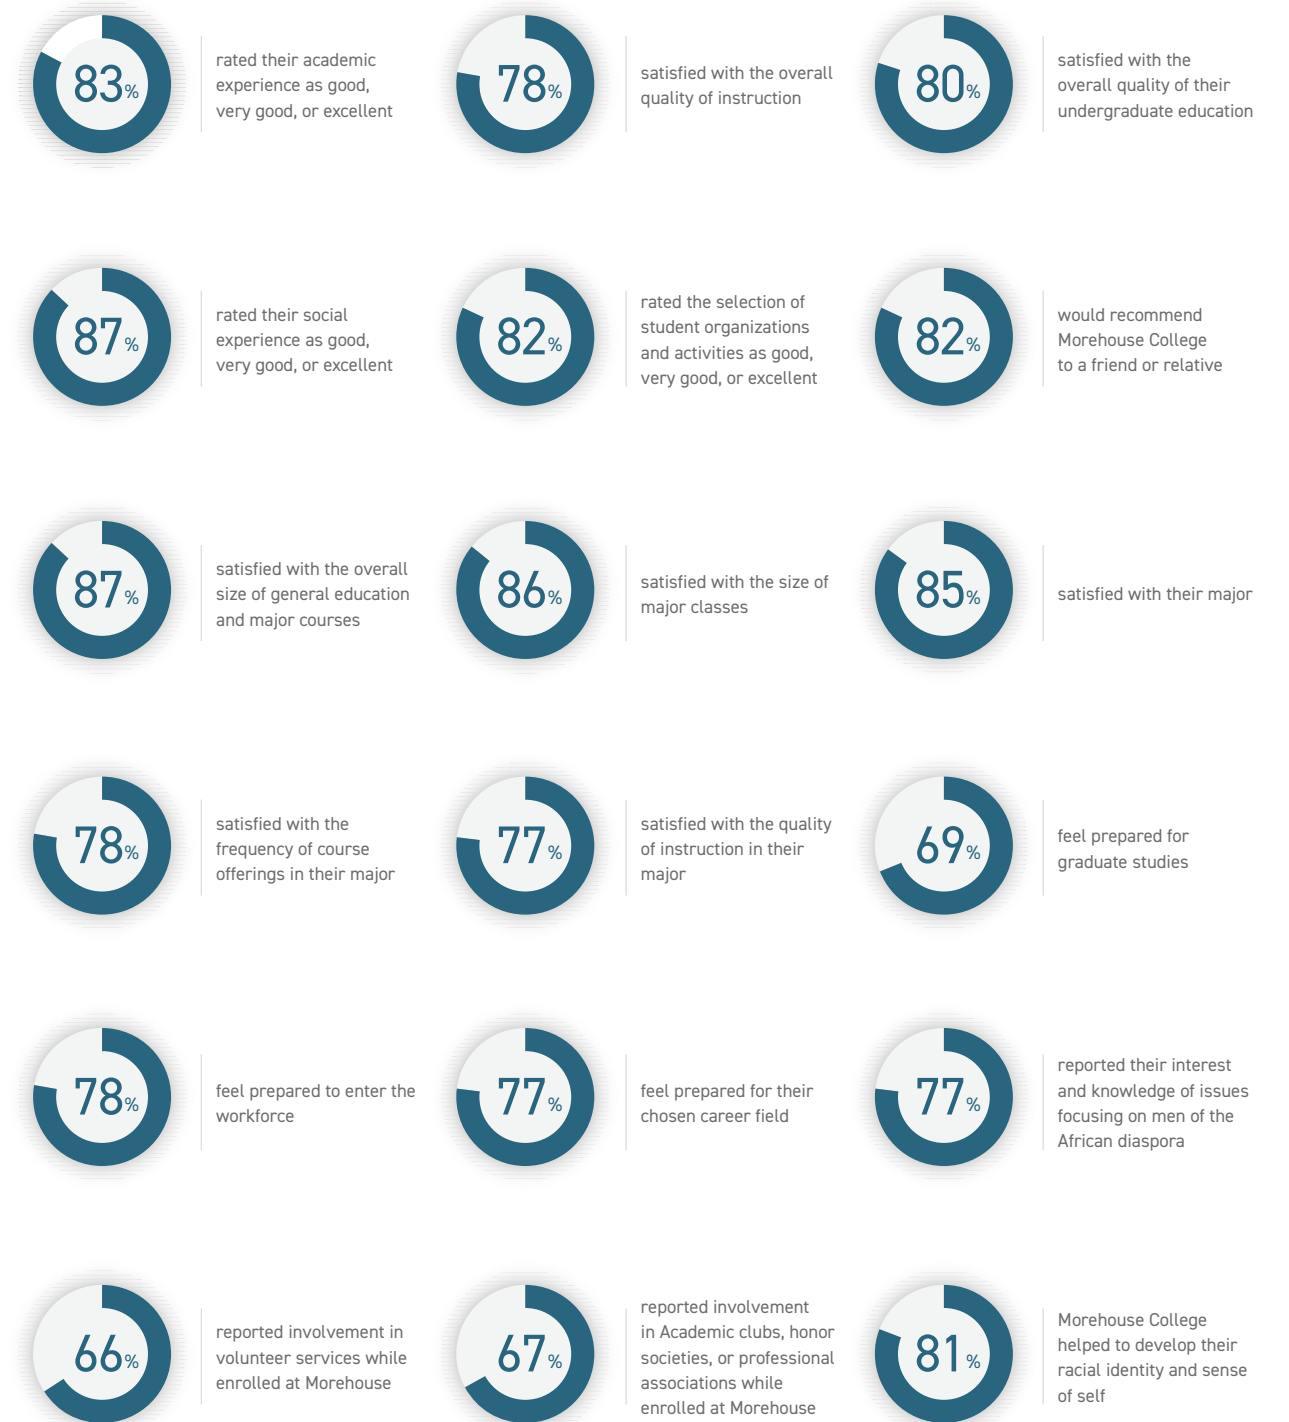 83%
rated their academic
experience as good,
very good, or excellent
78%
satisfied with the overall
quality of instruction
80%
satisfied with the
overall quality of their
undergraduate education
87%
rated their social
experience as good,
very good, or excellent
82%
rated the selection of
student organizations
and activities as good,
very good, or excellent
82%
would recommend
Morehouse College
to a friend or relative
87%
satisfied with the overall
size of general education
and major courses
86%
satisfied with the size of
major classes
85%
satisfied with their major
78%
satisfied with the
frequency of course
offerings in their major
77%
satisfied with the quality
of instruction in their
major
69%
feel prepared for
graduate studies
78%
feel prepared to enter the
workforce
77%
feel prepared for their
chosen career field
77%
reported their interest
and knowledge of issues
focusing on men of the
African diaspora
66%
reported involvement in
volunteer services while
enrolled at Morehouse
67%
reported involvement
in Academic clubs, honor
societies, or professional
associations while
enrolled at Morehouse
81%
Morehouse College
helped to develop their
racial identity and sense
of self